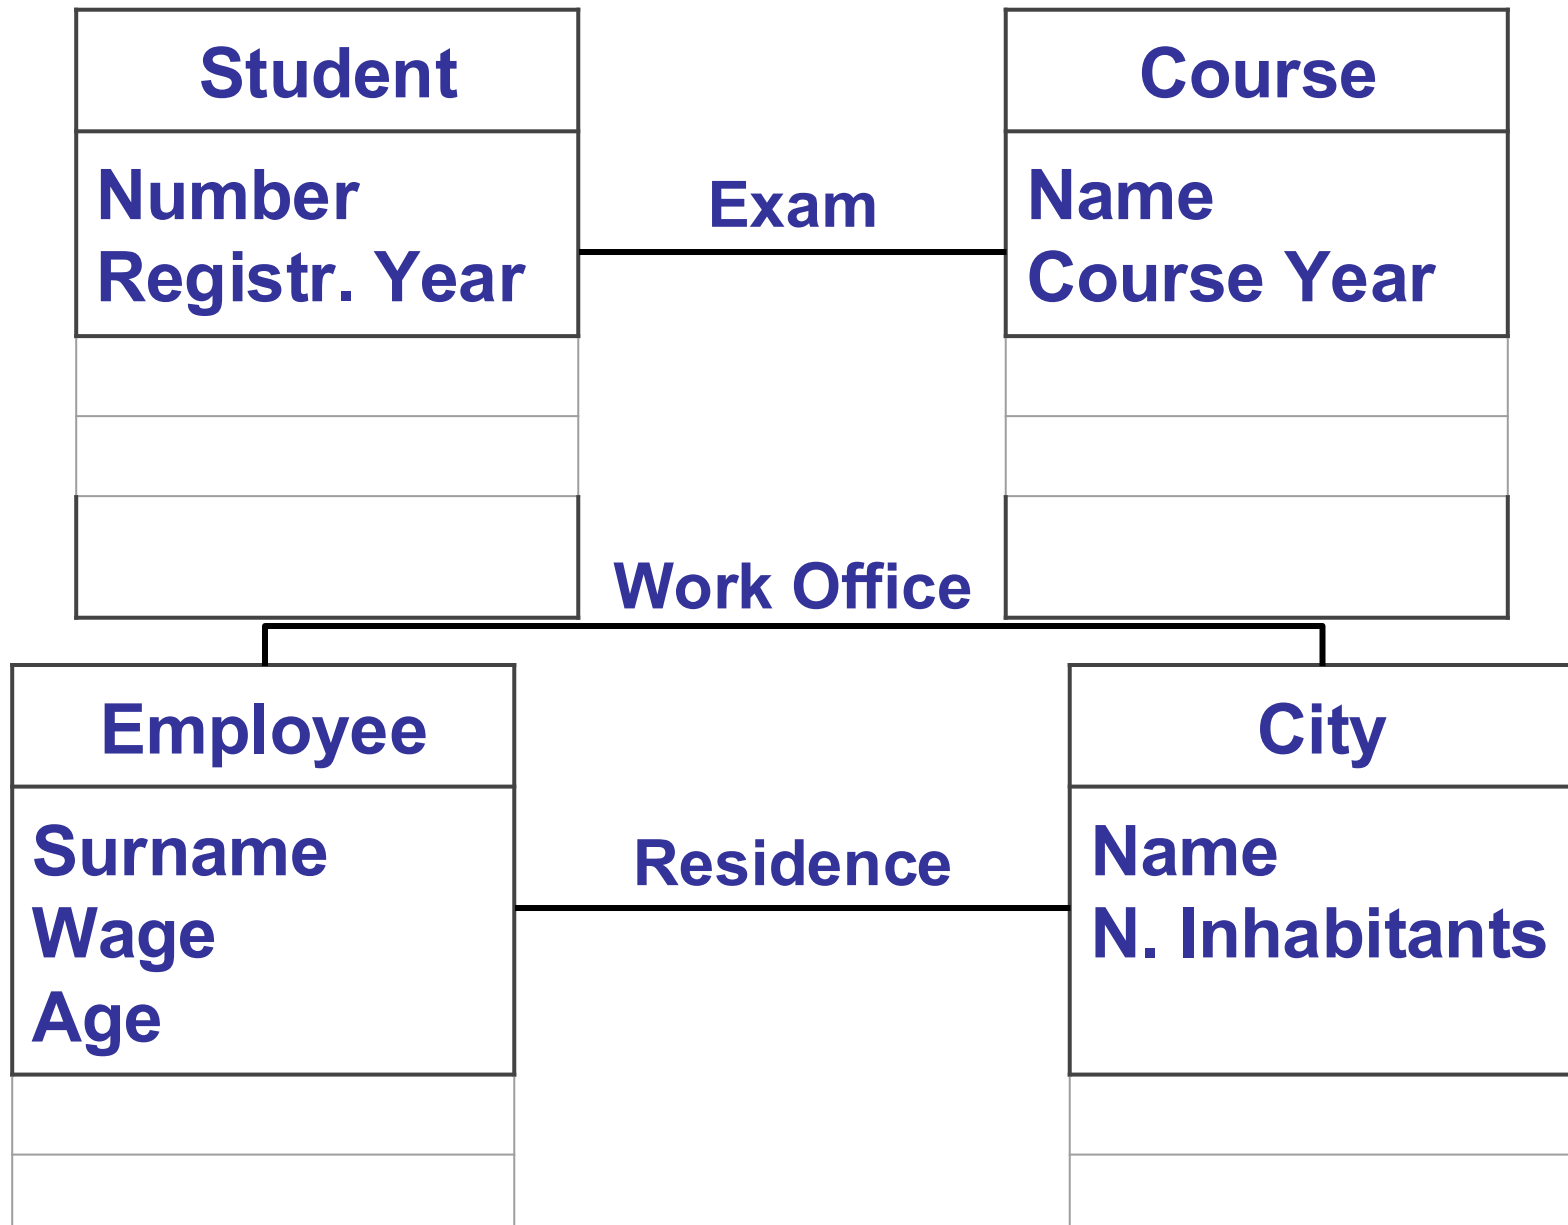 Student
Course
Number
Registr. Year
Exam
Name
Course Year
Work Office
Employee
City
Surname
Wage
Age
Residence
Name
N. Inhabitants